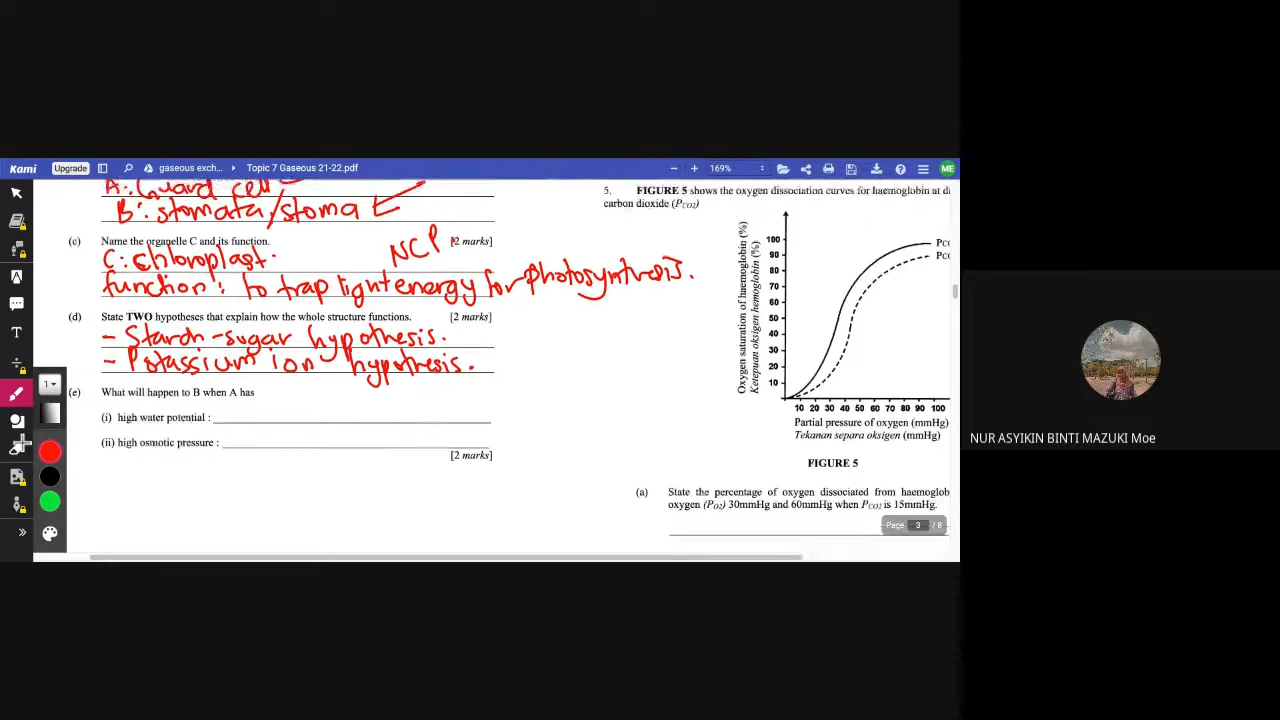 Kami
Upgrade
gaseous exch...
Topic 7 Gaseous 21-22.pdf
169%
ME
A: Guard cell
B: stomata/stoma
(c) Name the organelle C and its function. [2 marks]
NCP
C: chloroplast.
function: to trap light energy for photosynthesis.
(d) State TWO hypotheses that explain how the whole structure functions. [2 marks]
- Starch-sugar hypothesis.
- Potassium ion hypothesis.
(e) What will happen to B when A has
(i) high water potential :
(ii) high osmotic pressure :
[2 marks]
1
5. FIGURE 5 shows the oxygen dissociation curves for haemoglobin at di
carbon dioxide (PCO2)
Oxygen saturation of haemoglobin (%)
Ketepuan oksigen hemoglobin (%)
100
90
80
70
60
50
40
30
20
10
PC
PC
10 20 30 40 50 60 70 80 90 100
Partial pressure of oxygen (mmHg)
Tekanan separa oksigen (mmHg)
FIGURE 5
(a) State the percentage of oxygen dissociated from haemoglob
oxygen (PO2) 30mmHg and 60mmHg when PCO2 is 15mmHg.
Page 3 / 8
NUR ASYIKIN BINTI MAZUKI Moe